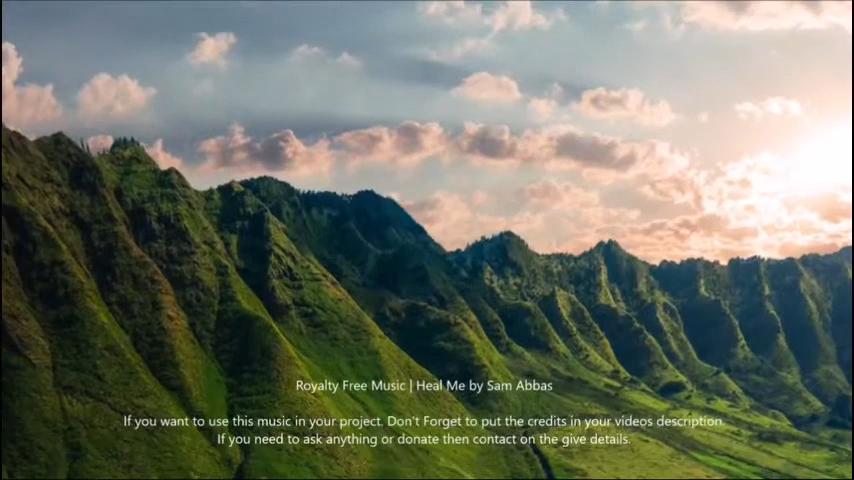 Royalty Free Music | Heal Me by Sam Abbas
If you want to use this music in your project. Don't Forget to put the credits in your videos description.
If you need to ask anything or donate then contact on the give details.